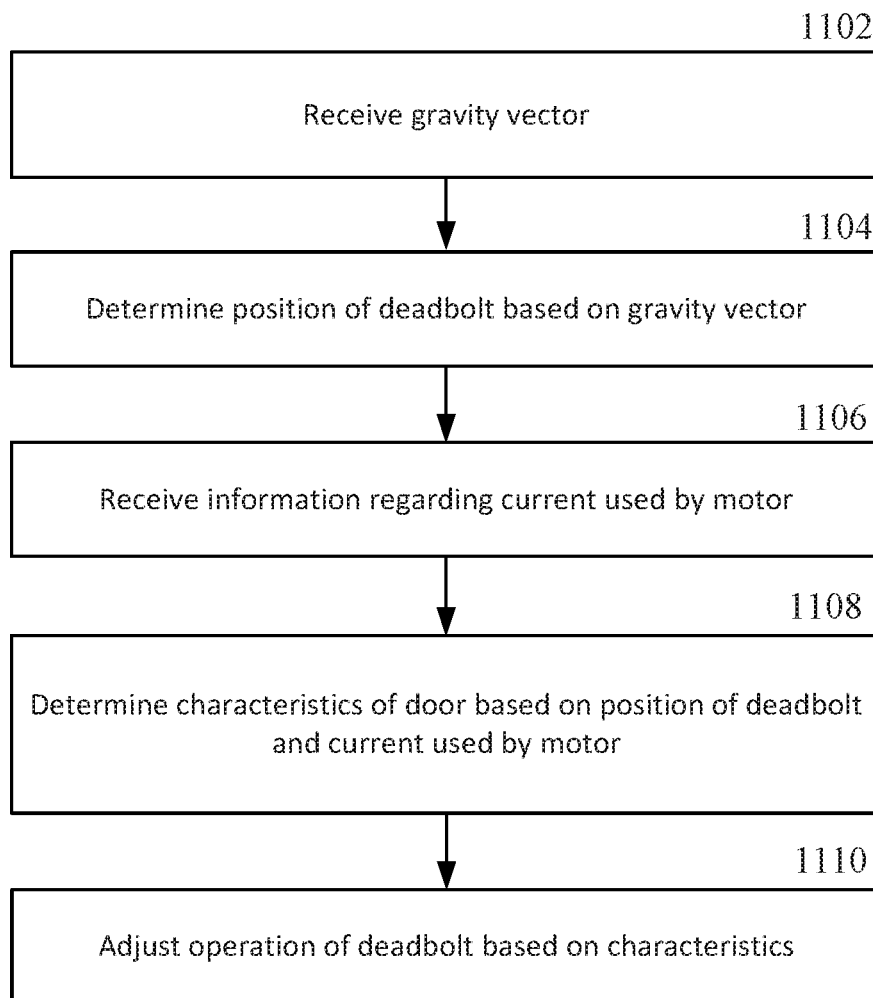 1102
Receive gravity vector
1104
Determine position of deadbolt based on gravity vector
1106
Receive information regarding current used by motor
1108
Determine characteristics of door based on position of deadbolt
and current used by motor
1110
Adjust operation of deadbolt based on characteristics